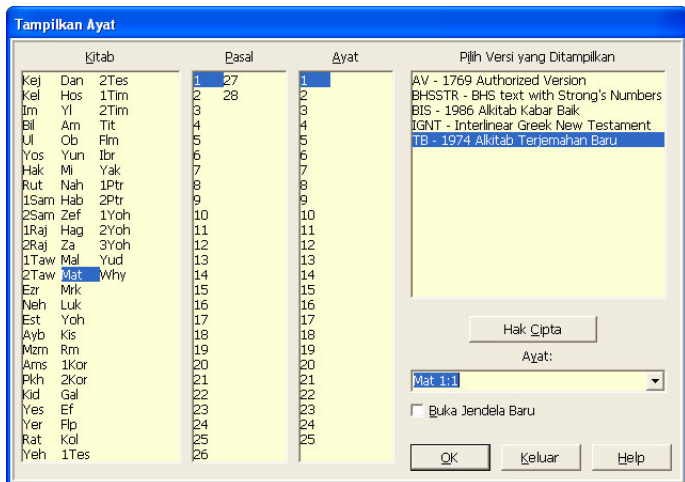 Tampilkan Ayat
Kitab Pasal Ayat Pilih Versi yang Ditampilkan
Kej Dan 2Tes
Kel Hos 1Tim
Im Yl 2Tim
Bil Am Tit
Ul Ob Flm
Yos Yun Ibr
Hak Mi Yak
Rut Nah 1Ptr
1Sam Hab 2Ptr
2Sam Zef 1Yoh
1Raj Hag 2Yoh
2Raj Za 3Yoh
1Taw Mal Yud
2Taw Mat Why
Ezr Mrk
Neh Luk
Est Yoh
Ayb Kis
Mzm Rm
Ams 1Kor
Pkh 2Kor
Kid Gal
Yes Ef
Yer Flp
Rat Kol
Yeh 1Tes
1 27
2 28
3
4
5
6
7
8
9
10
11
12
13
14
15
16
17
18
19
20
21
22
23
24
25
26
1
2
3
4
5
6
7
8
9
10
11
12
13
14
15
16
17
18
19
20
21
22
23
24
25
AV - 1769 Authorized Version
BHSSTR - BHS text with Strong's Numbers
BIS - 1986 Alkitab Kabar Baik
IGNT - Interlinear Greek New Testament
TB - 1974 Alkitab Terjemahan Baru
Hak Cipta
Ayat:
Mat 1:1
Buka Jendela Baru
OK Keluar Help